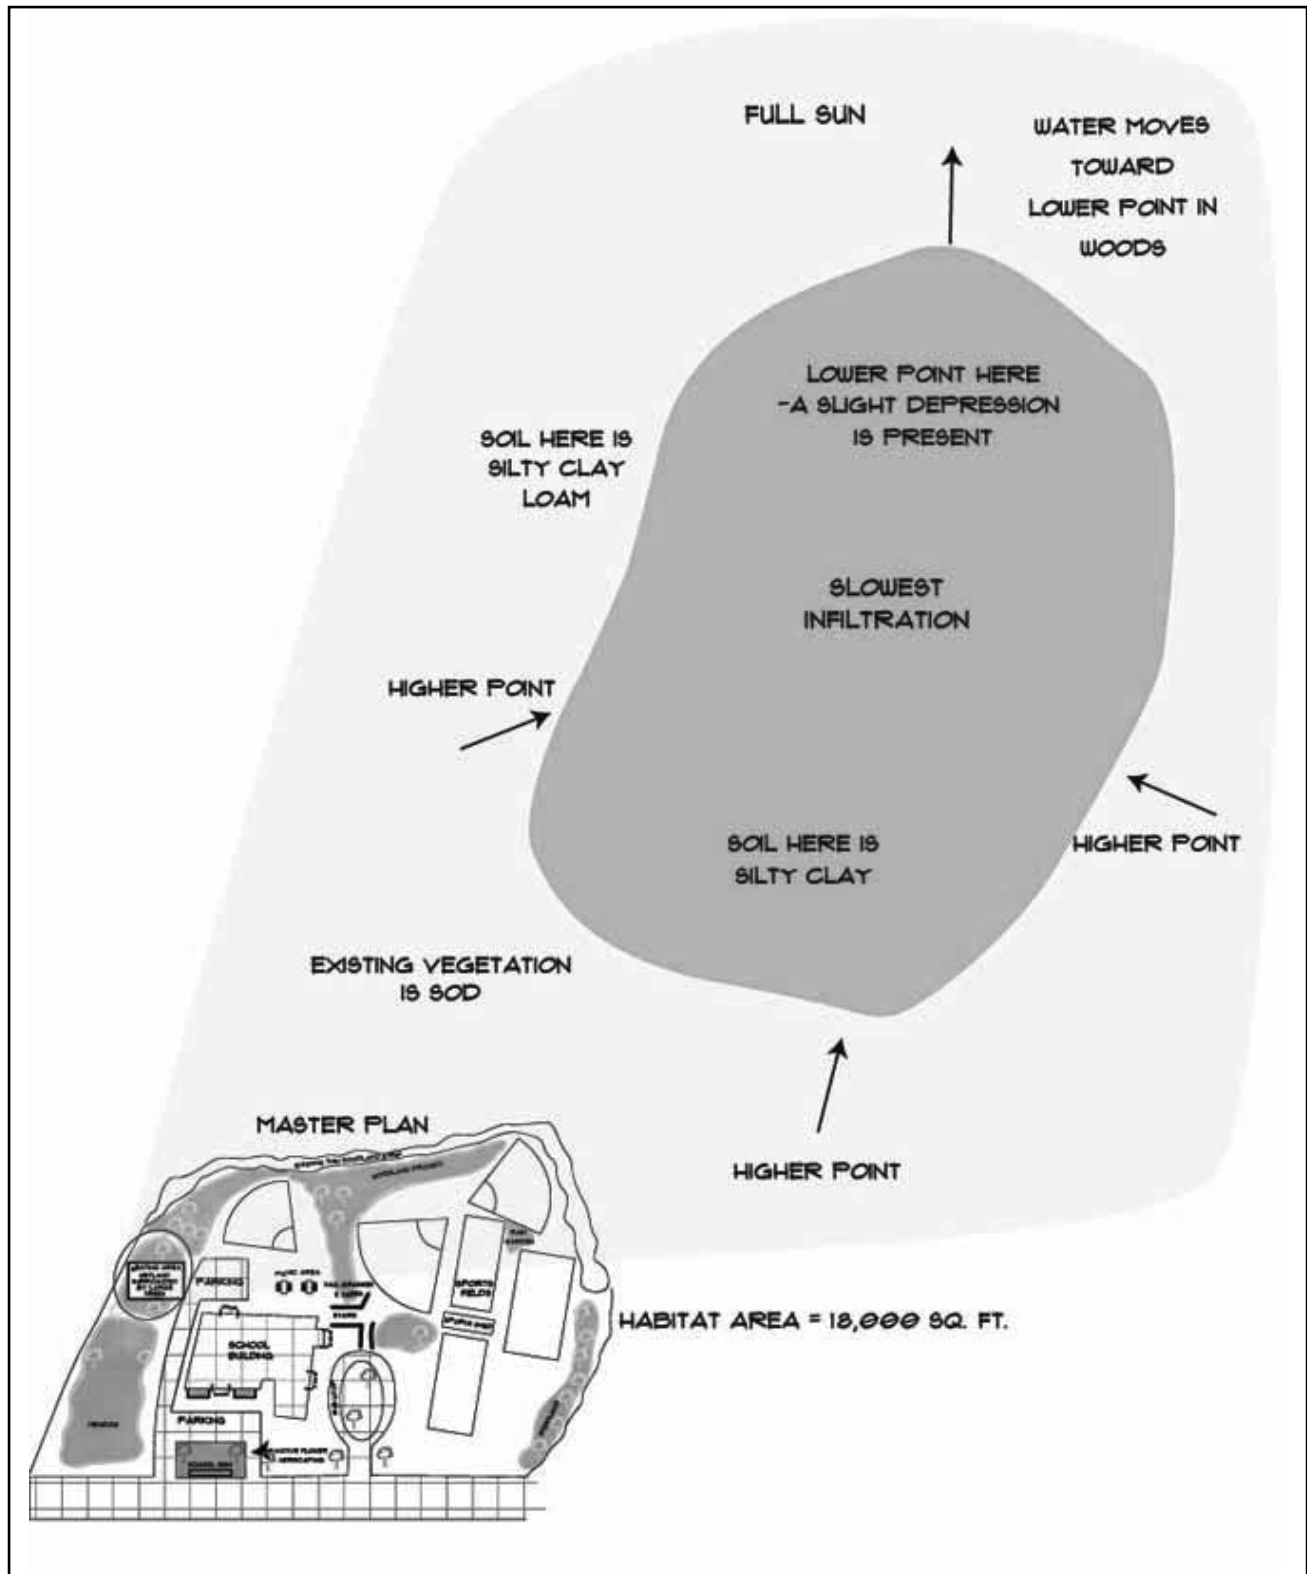 FULL SUN
WATER MOVES
TOWARD
LOWER POINT IN
WOODS
LOWER POINT HERE
-A SLIGHT DEPRESSION
IS PRESENT
SOIL HERE IS
SILTY CLAY
LOAM
SLOWEST
INFILTRATION
HIGHER POINT
HIGHER POINT
SOIL HERE IS
SILTY CLAY
EXISTING VEGETATION
IS SOD
HIGHER POINT
MASTER PLAN
PARKING
SPORTS
FIELDS
SCHOOL
BUILDING
HABITAT AREA = 18,000 SQ. FT.
PARKING
SCHOOL SIGN